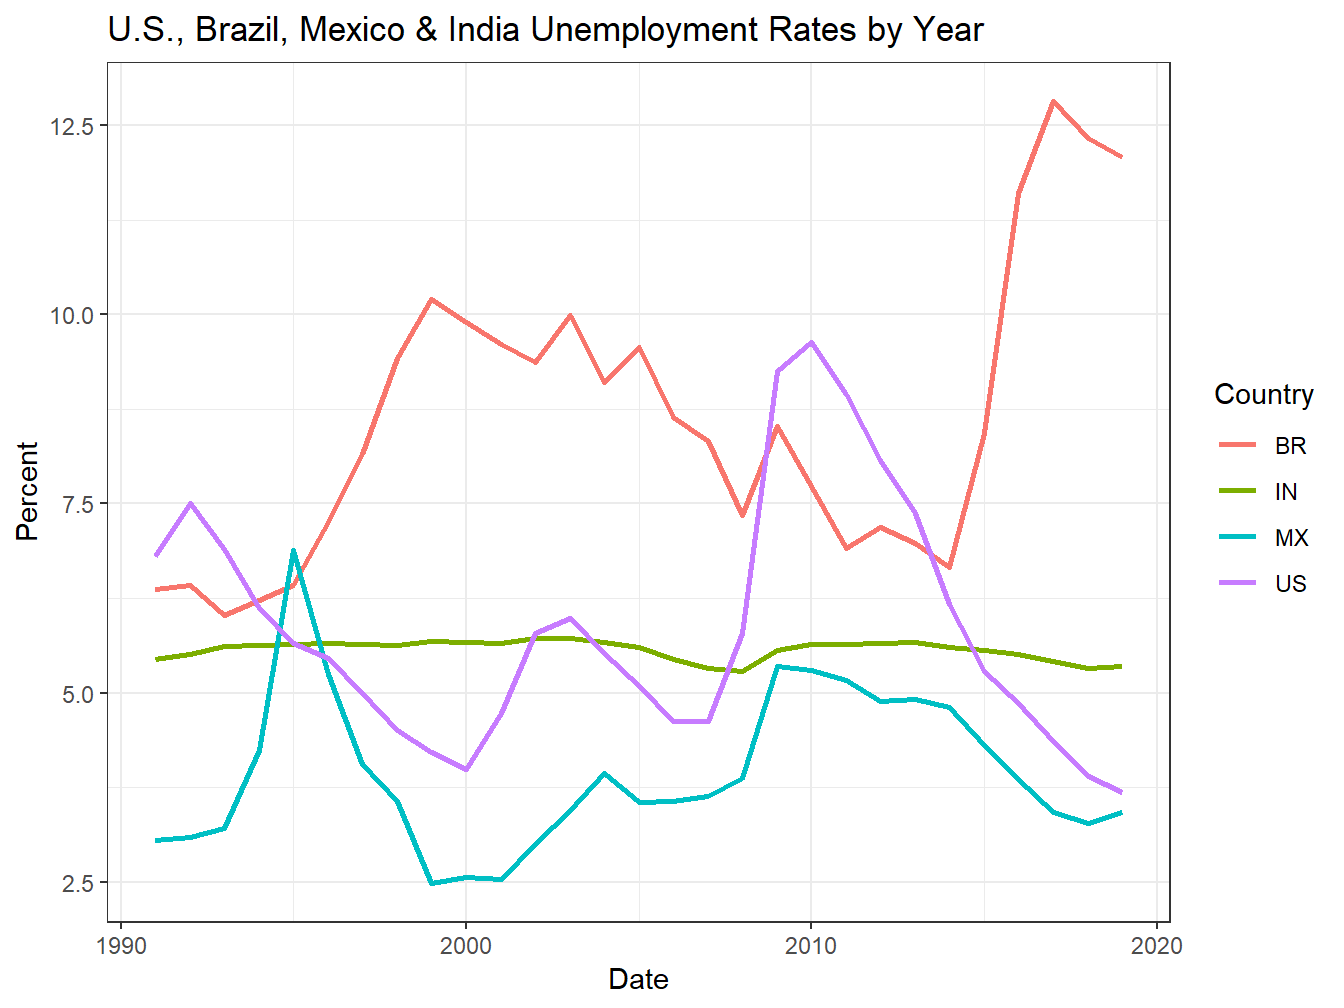 U.S., Brazil, Mexico & India Unemployment Rates by Year
12.5
10.0
7.5
5.0
2.5
Percent
1990 2000 2010 2020
Date
Country
BR
IN
MX
US